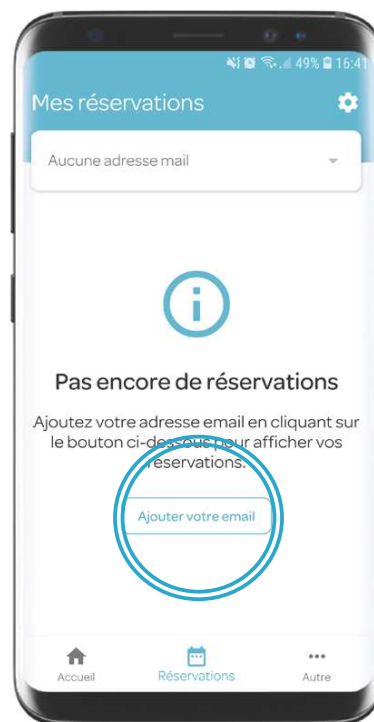 49% 16:41
Mes réservations
Aucune adresse mail
Pas encore de réservations
Ajoutez votre adresse email en cliquant sur
le bouton ci-dessous pour afficher vos
réservations.
Ajouter votre email
Accueil
Réservations
Autre